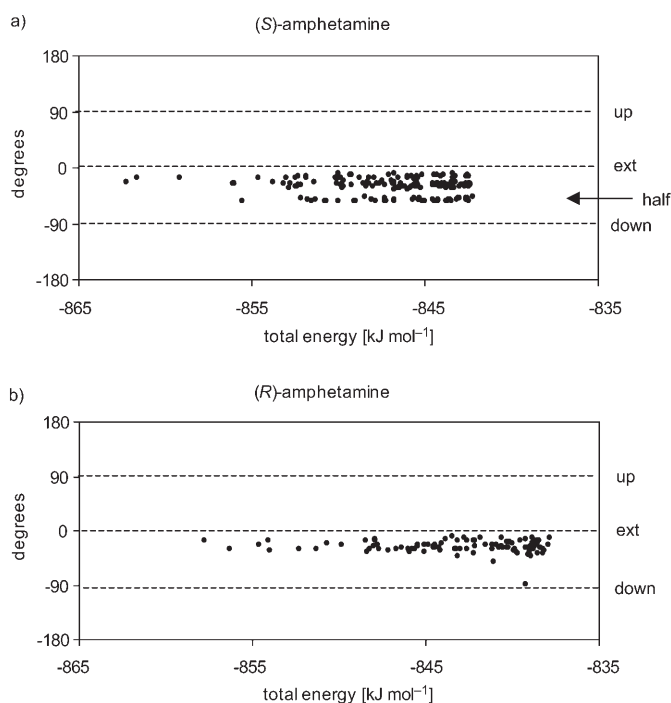 a)
(S)-amphetamine
180
90
0
-90
-180
degrees
up
ext
half
down
-865 -855 -845 -835
total energy [kJ mol⁻¹]
b)
(R)-amphetamine
180
90
0
-90
-180
degrees
up
ext
down
-865 -855 -845 -835
total energy [kJ mol⁻¹]